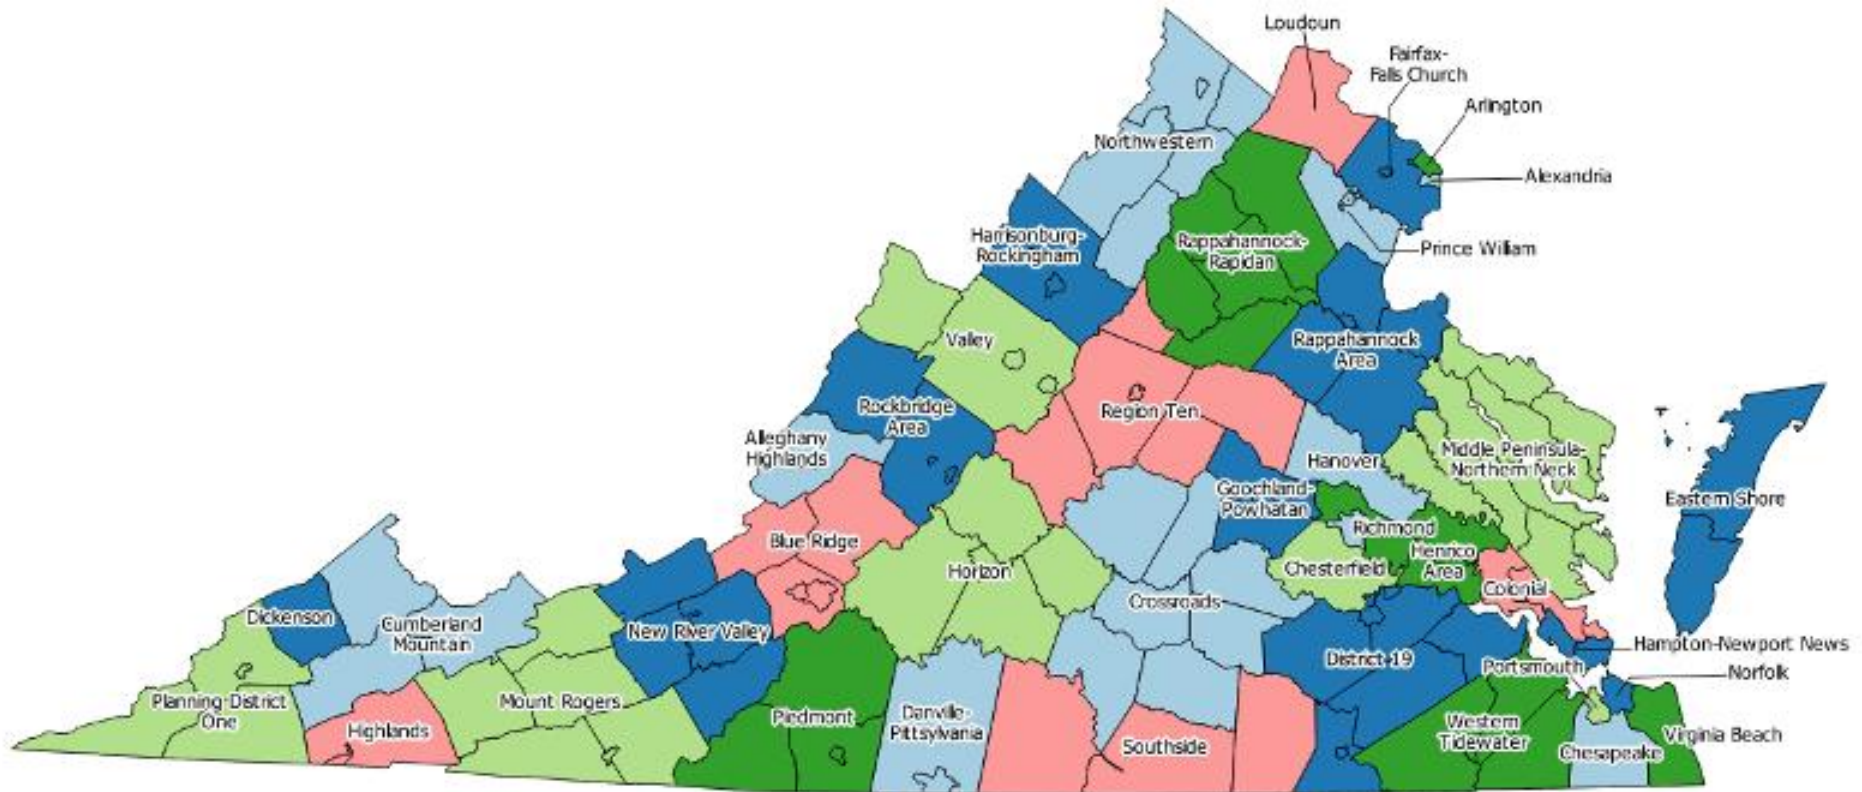 Loudoun
Fairfax-
Falls Church
Arlington
Northwestern
Alexandria
Harrisonburg-
Rockingham
Rappahannock-
Rapidan
Prince William
Valley
Rappahannock
Area
Rockbridge
Area
Region Ten
Alleghany
Highlands
Hanover
Middle Peninsula-
Northern Neck
Goochland-
Powhatan
Eastern Shore
Richmond
Blue Ridge
Henrico
Area
Horizon
Chesterfield
Colonial
Crossroads
Dickenson
Cumberland
Mountain
New River Valley
Hampton-Newport News
District 19
Portsmouth
Norfolk
Planning District
One
Mount Rogers
Highlands
Piedmont
Danville-
Pittsylvania
Southside
Western
Tidewater
Chesapeake
Virginia Beach